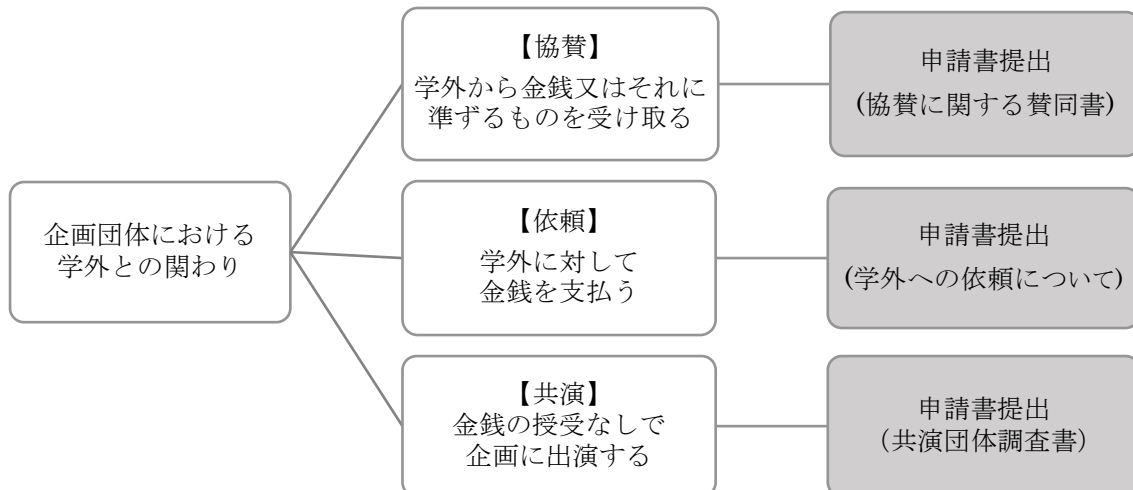 企画団体における
学外との関わり
【協賛】
学外から金銭又はそれに
準ずるものを受け取る
申請書提出
(協賛に関する賛同書)
【依頼】
学外に対して
金銭を支払う
申請書提出
(学外への依頼について)
【共演】
金銭の授受なしで
企画に出演する
申請書提出
（共演団体調査書）